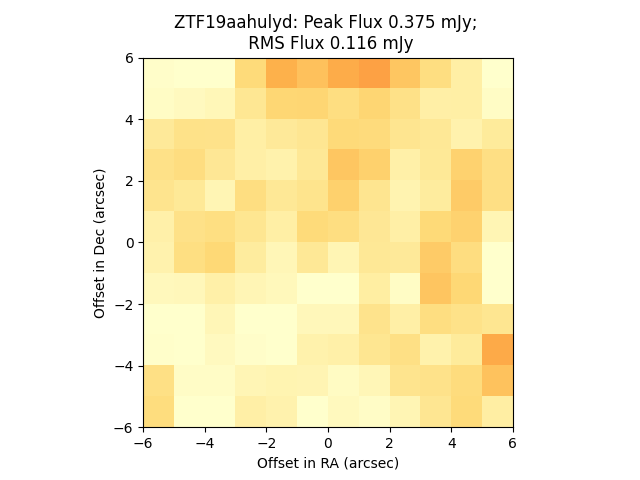 ZTF19aahulyd: Peak Flux 0.375 mJy;
RMS Flux 0.116 mJy
6
4
2
0
−2
−4
−6
Offset in Dec (arcsec)
−6 −4 −2 0 2 4 6
Offset in RA (arcsec)